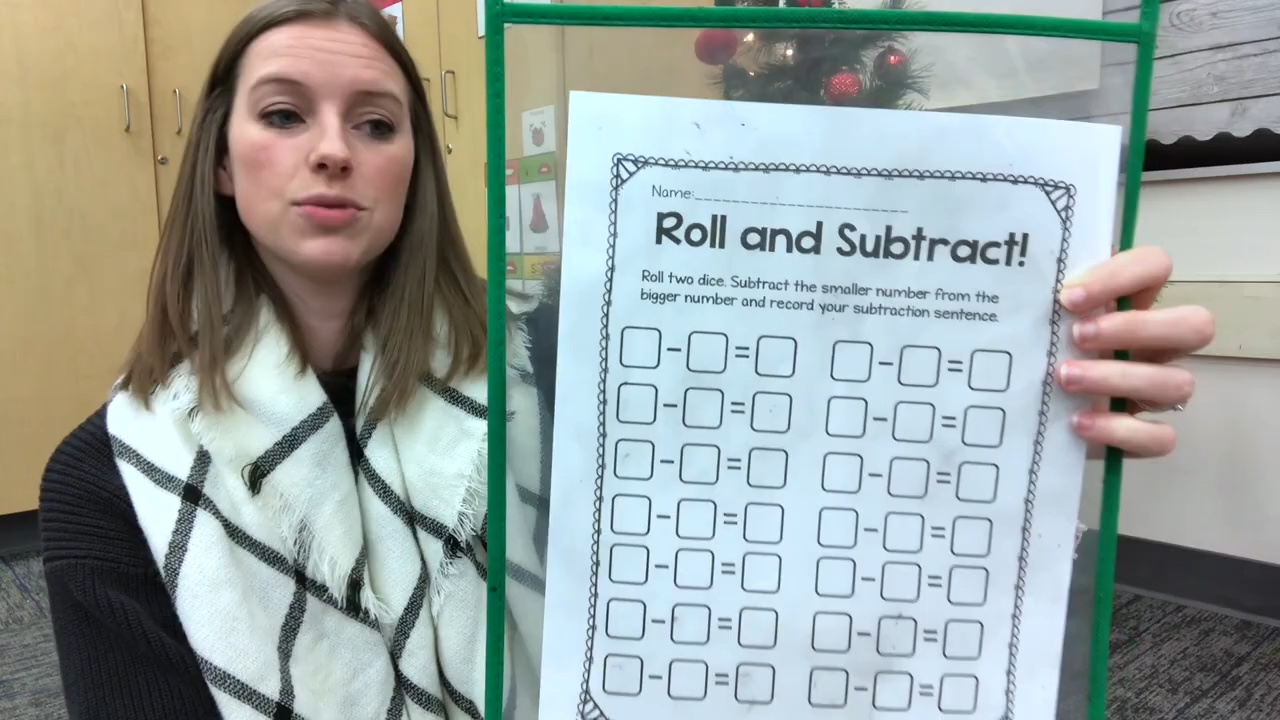 Name:_______________________
Roll and Subtract!
Roll two dice. Subtract the smaller number from the
bigger number and record your subtraction sentence.
- = - =
- = - =
- = - =
- = - =
- = - =
- = - =
- = - =